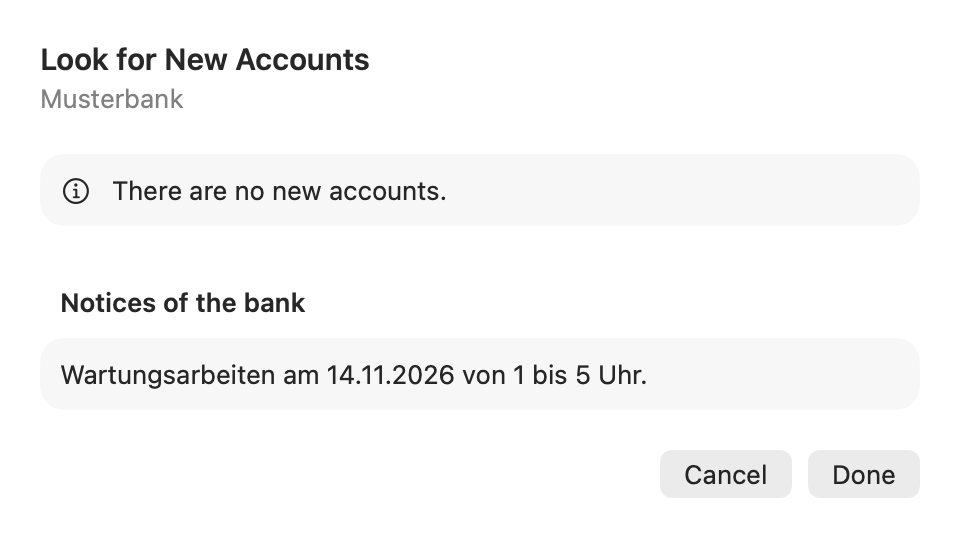 Look for New Accounts
Musterbank
There are no new accounts.
Notices of the bank
Wartungsarbeiten am 14.11.2026 von 1 bis 5 Uhr.
Cancel Done